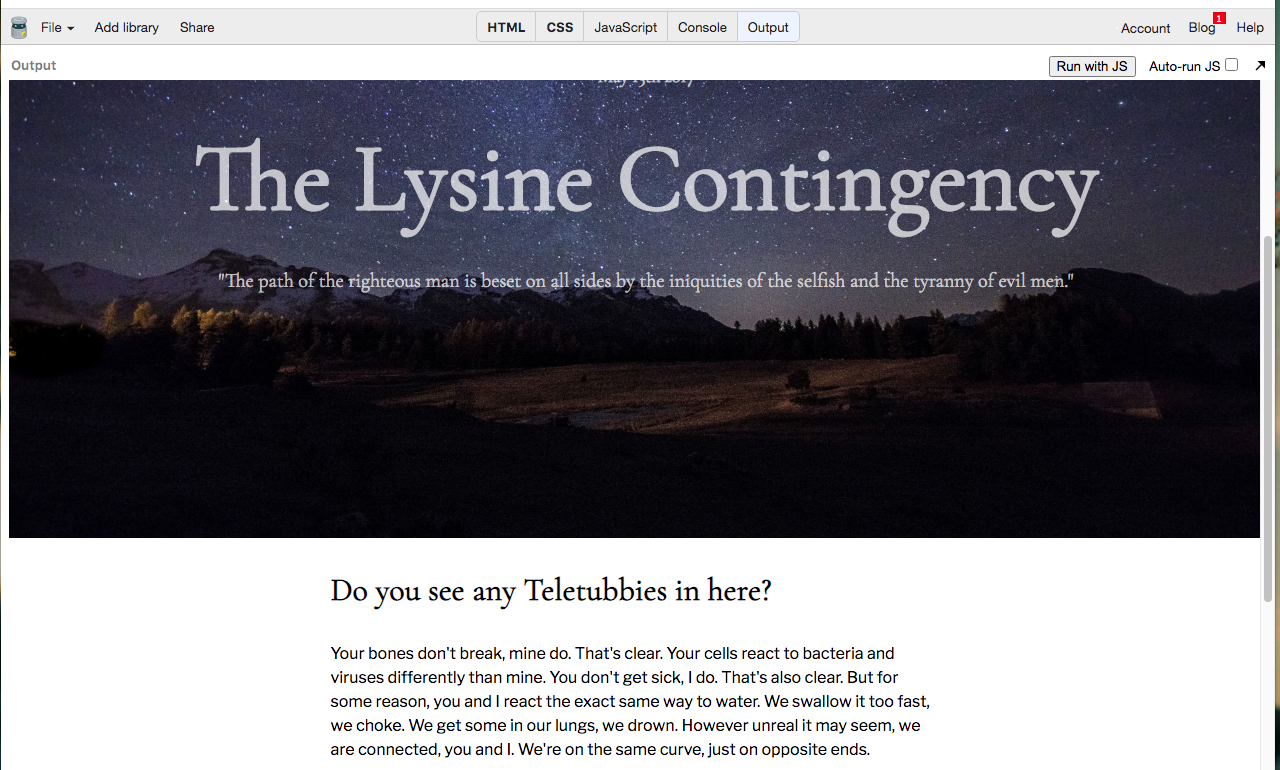 File Add library Share HTML CSS JavaScript Console Output Account Blog 1 Help
Output Run with JS Auto-run JS
May 15th 2017
The Lysine Contingency
"The path of the righteous man is beset on all sides by the iniquities of the selfish and the tyranny of evil men."
Do you see any Teletubbies in here?
Your bones don't break, mine do. That's clear. Your cells react to bacteria and
viruses differently than mine. You don't get sick, I do. That's also clear. But for
some reason, you and I react the exact same way to water. We swallow it too fast,
we choke. We get some in our lungs, we drown. However unreal it may seem, we
are connected, you and I. We're on the same curve, just on opposite ends.